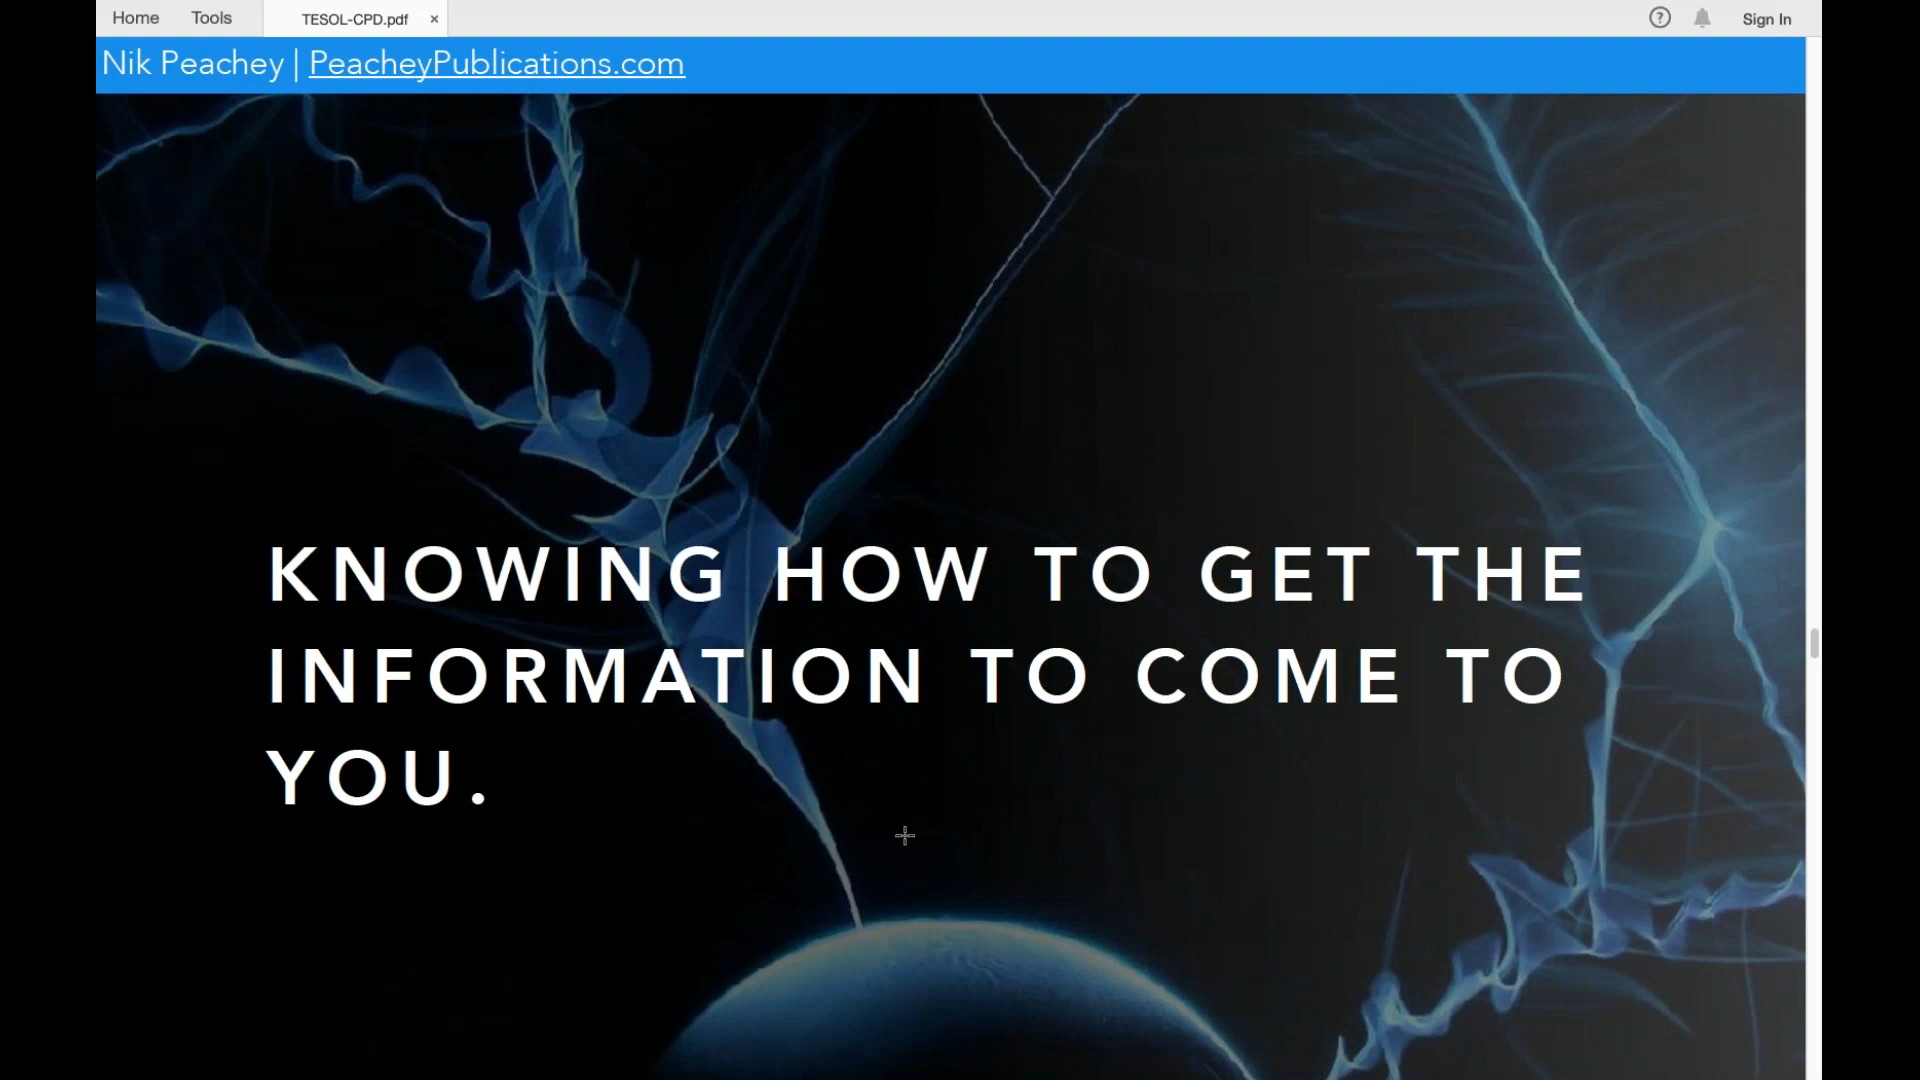 Home Tools TESOL-CPD.pdf × ? Sign In
Nik Peachey | PeacheyPublications.com
KNOWING HOW TO GET THE
INFORMATION TO COME TO
YOU.